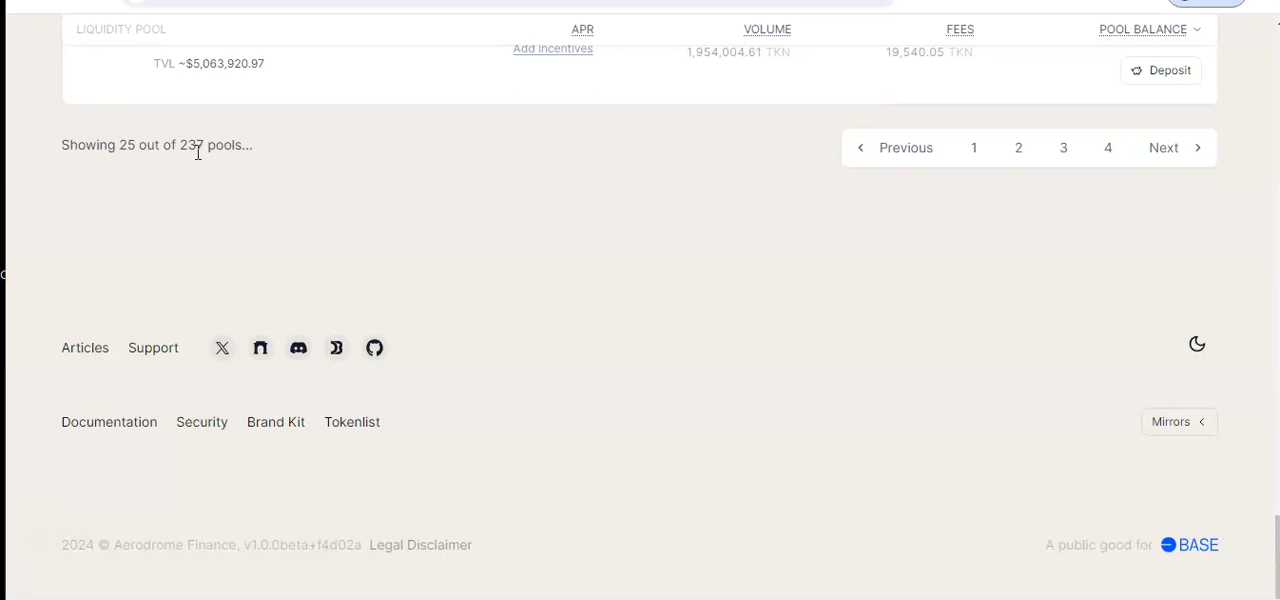 LIQUIDITY POOL APR VOLUME FEES POOL BALANCE
Add incentives 1,954,004.61 TKN 19,540.05 TKN
TVL ~$5,063,920.97 Deposit
Showing 25 out of 237 pools...
Previous 1 2 3 4 Next
Articles Support
Documentation Security Brand Kit Tokenlist Mirrors
2024 © Aerodrome Finance, v1.0.0beta+f4d02a Legal Disclaimer A public good for BASE